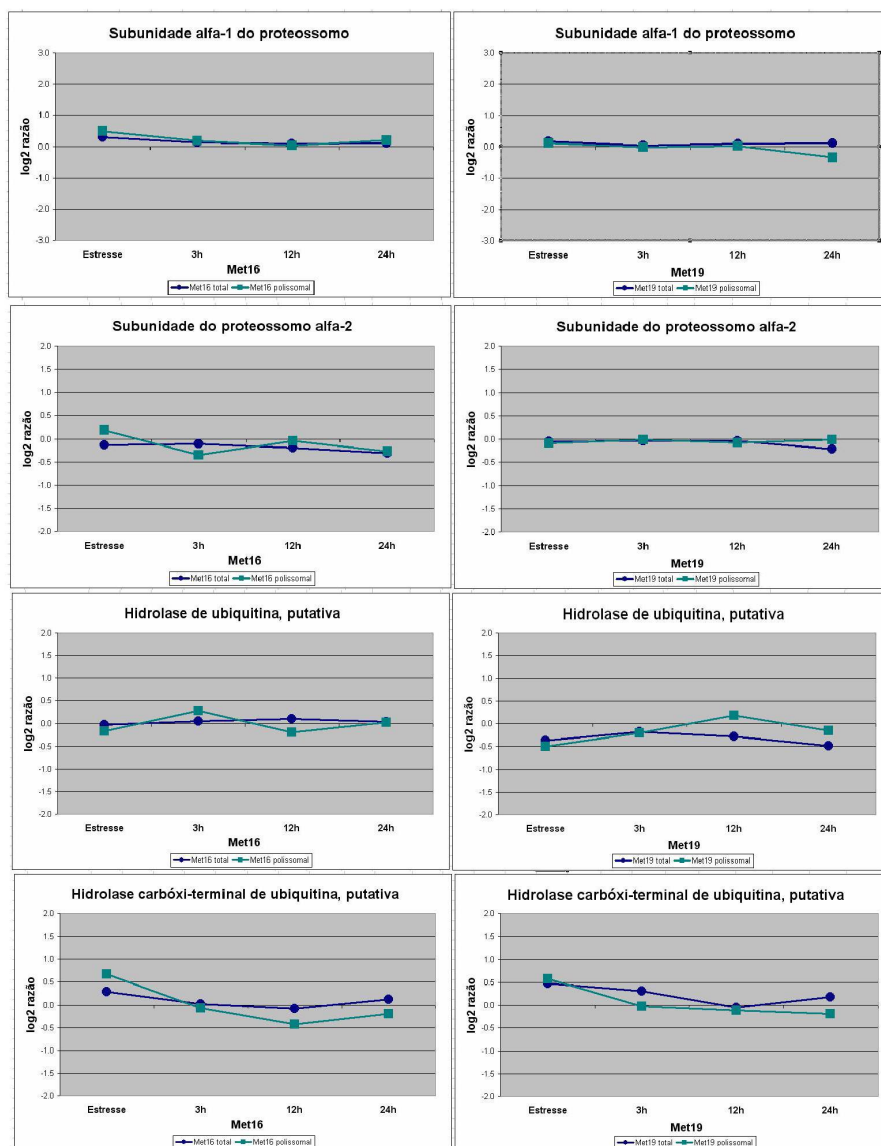 Subunidade alfa-1 do proteossomo
3.0
2.0
1.0
0.0
-1.0
-2.0
-3.0
log2 razão
Estresse 3h 12h 24h
Met16
Met16 total Met16 polissomal
Subunidade alfa-1 do proteossomo
3.0
2.0
1.0
0.0
-1.0
-2.0
-3.0
log2 razão
Estresse 3h 12h 24h
Met19
Met19 total Met19 polissomal
Subunidade do proteossomo alfa-2
2.0
1.5
1.0
0.5
0.0
-0.5
-1.0
-1.5
-2.0
log2 razão
Estresse 3h 12h 24h
Met16
Met16 total Met16 polissomal
Subunidade do proteossomo alfa-2
2.0
1.5
1.0
0.5
0.0
-0.5
-1.0
-1.5
-2.0
log2 razão
Estresse 3h 12h 24h
Met19
Met19 total Met19 polissomal
Hidrolase de ubiquitina, putativa
2.0
1.5
1.0
0.5
0.0
-0.5
-1.0
-1.5
-2.0
log2 razão
Estresse 3h 12h 24h
Met16
Met16 total Met16 polissomal
Hidrolase de ubiquitina, putativa
2.0
1.5
1.0
0.5
0.0
-0.5
-1.0
-1.5
-2.0
log2 razão
Estresse 3h 12h 24h
Met19
Met19 total Met19 polissomal
Hidrolase carbóxi-terminal de ubiquitina, putativa
2.0
1.5
1.0
0.5
0.0
-0.5
-1.0
-1.5
-2.0
log2 razão
Estresse 3h 12h 24h
Met16
Met16 total Met16 polissomal
Hidrolase carbóxi-terminal de ubiquitina, putativa
2.0
1.5
1.0
0.5
0.0
-0.5
-1.0
-1.5
-2.0
log2 razão
Estresse 3h 12h 24h
Met19
Met19 total Met19 polissomal